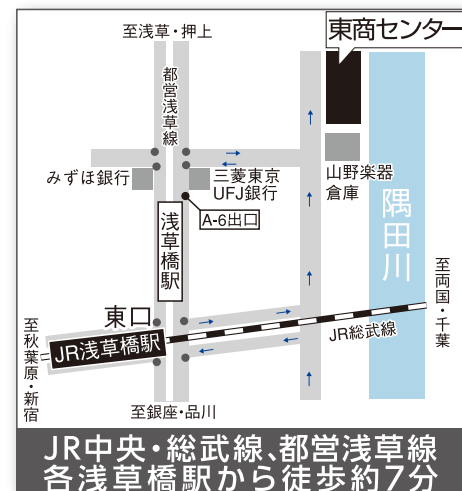 東商センター
至浅草・押上
都営浅草線
みずほ銀行
三菱東京
UFJ銀行
山野楽器
倉庫
A-6出口
浅草橋駅
隅田川
至両国・千葉
東口
JR浅草橋駅
JR総武線
至秋葉原・新宿
至銀座・品川
JR中央・総武線、都営浅草線
各浅草橋駅から徒歩約7分